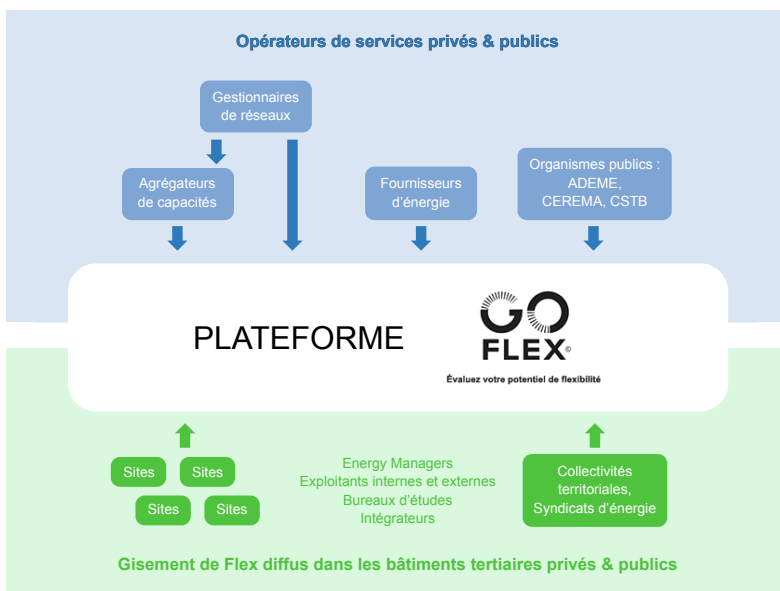 Opérateurs de services privés & publics
Gestionnaires
de réseaux
Agrégateurs
de capacités
Fournisseurs
d'énergie
Organismes publics :
ADEME,
CEREMA, CSTB
PLATEFORME
GO
FLEX©
Évaluez votre potentiel de flexibilité
Sites
Sites
Sites
Sites
Energy Managers
Exploitants internes et externes
Bureaux d'études
Intégrateurs
Collectivités
territoriales,
Syndicats d'énergie
Gisement de Flex diffus dans les bâtiments tertiaires privés & publics